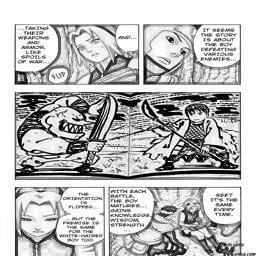 ...TAKING
THEIR
WEAPONS
AND
ARMOR,
LIKE
SPOILS
OF WAR...
AND...
FLIP
IT SEEMS
THE STORY
IS ABOUT
THE BOY
DEFEATING
VARIOUS
ENEMIES...
THE
ORIENTATION
IS
FLIPPED...
...BUT THE
PREMISE IS
THE SAME
FOR THE
WHITE-HAIRED
BOY TOO.
WITH EACH
BATTLE,
THE BOY
MATURES...
...GAINS
KNOWLEDGE,
WISDOM,
STRENGTH
SEE?
IT'S THE
SAME
EVERY
TIME.